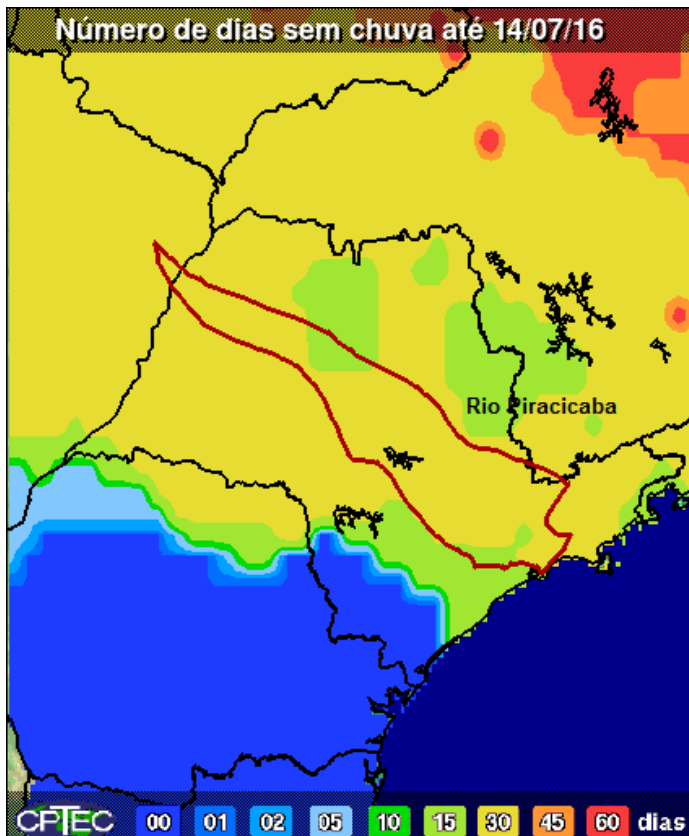 Número de dias sem chuva até 14/07/16
Rio Piracicaba
CPTEC 00 01 02 05 10 15 30 45 60 dias